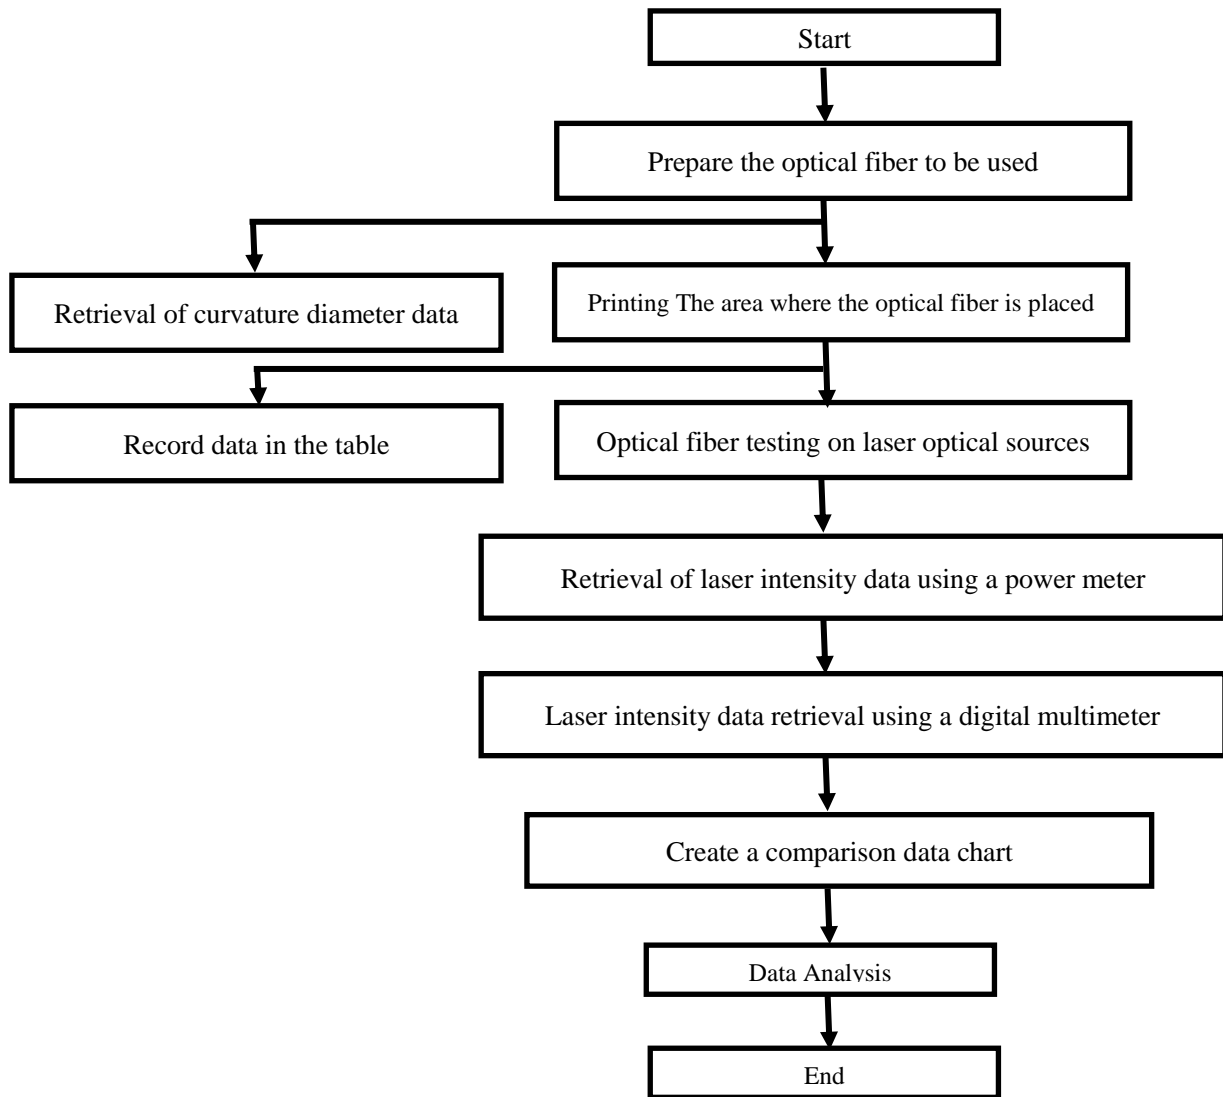 Start
Prepare the optical fiber to be used
Retrieval of curvature diameter data
Printing The area where the optical fiber is placed
Record data in the table
Optical fiber testing on laser optical sources
Retrieval of laser intensity data using a power meter
Laser intensity data retrieval using a digital multimeter
Create a comparison data chart
Data Analysis
End